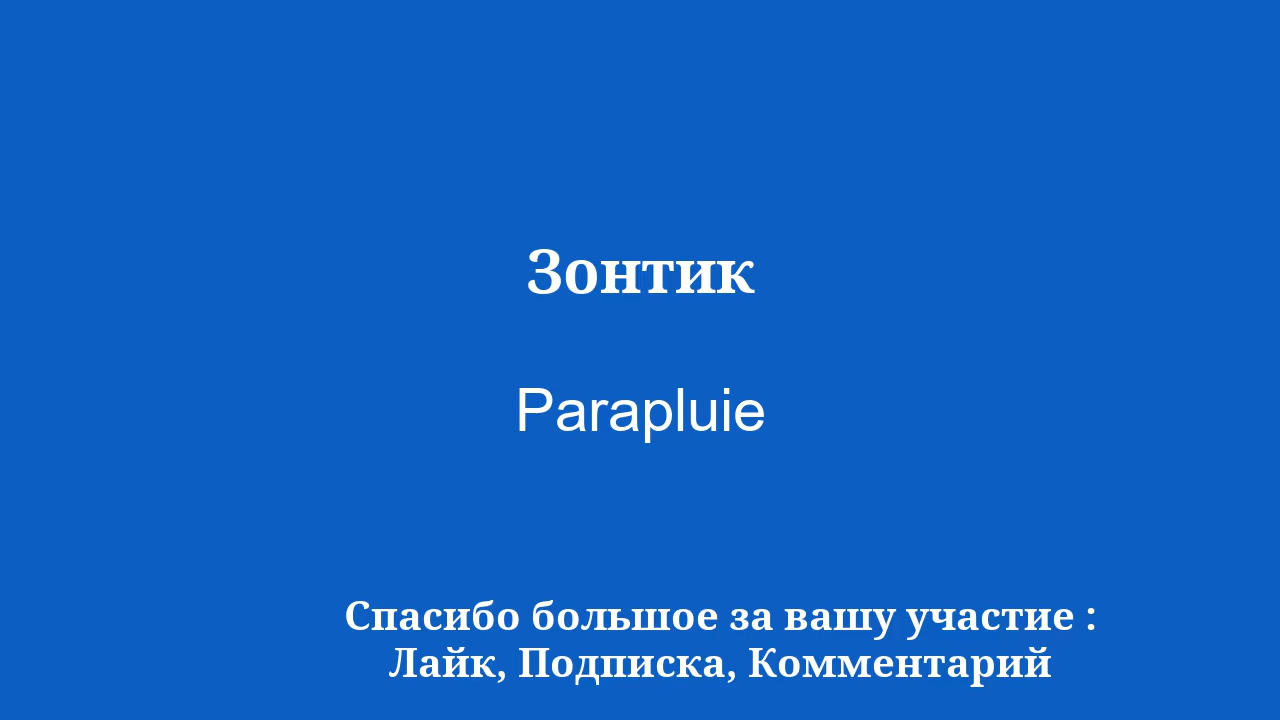 Зонтик
Parapluie
Спасибо большое за вашу участие :
Лайк, Подписка, Комментарий